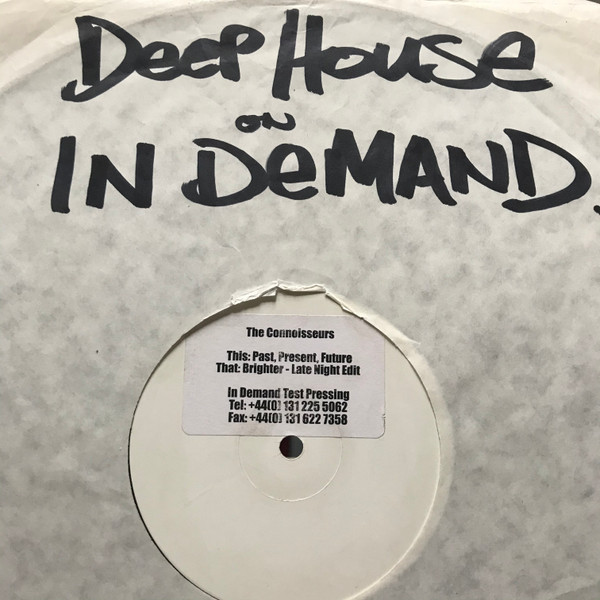 Deep House
on
In Demand.
The Connoisseurs
This: Past, Present, Future
That: Brighter - Late Night Edit
In Demand Test Pressing
Tel: +44(0) 131 225 5062
Fax: +44(0) 131 622 7358